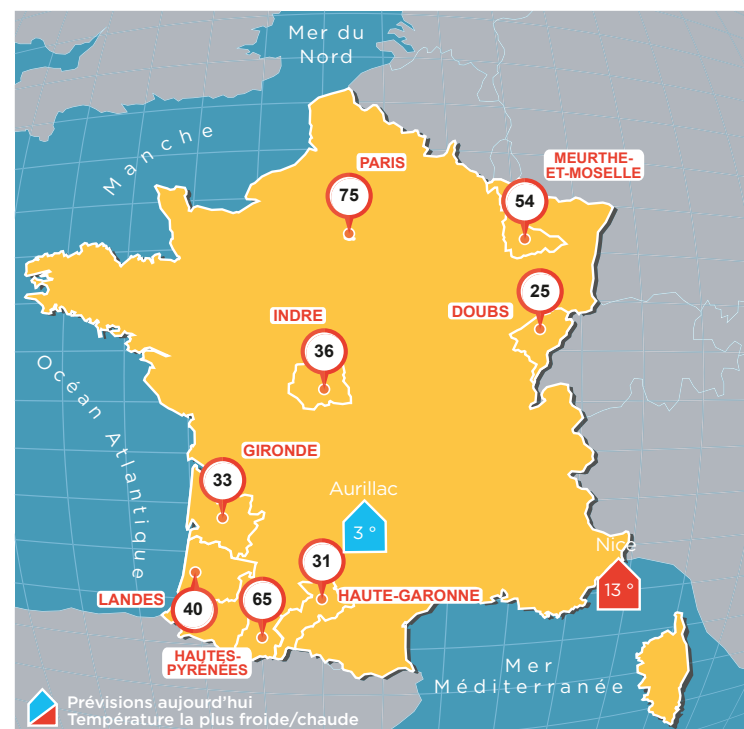 Mer du
Nord
Manche
PARIS
75
MEURTHE-
ET-MOSELLE
54
DOUBS
25
INDRE
36
Océan Atlantique
GIRONDE
33
Aurillac
3 °
Nice
13 °
31
HAUTE-GARONNE
LANDES
40
65
HAUTES-
PYRÉNÉES
Mer
Méditerranée
Prévisions aujourd'hui
Température la plus froide/chaude